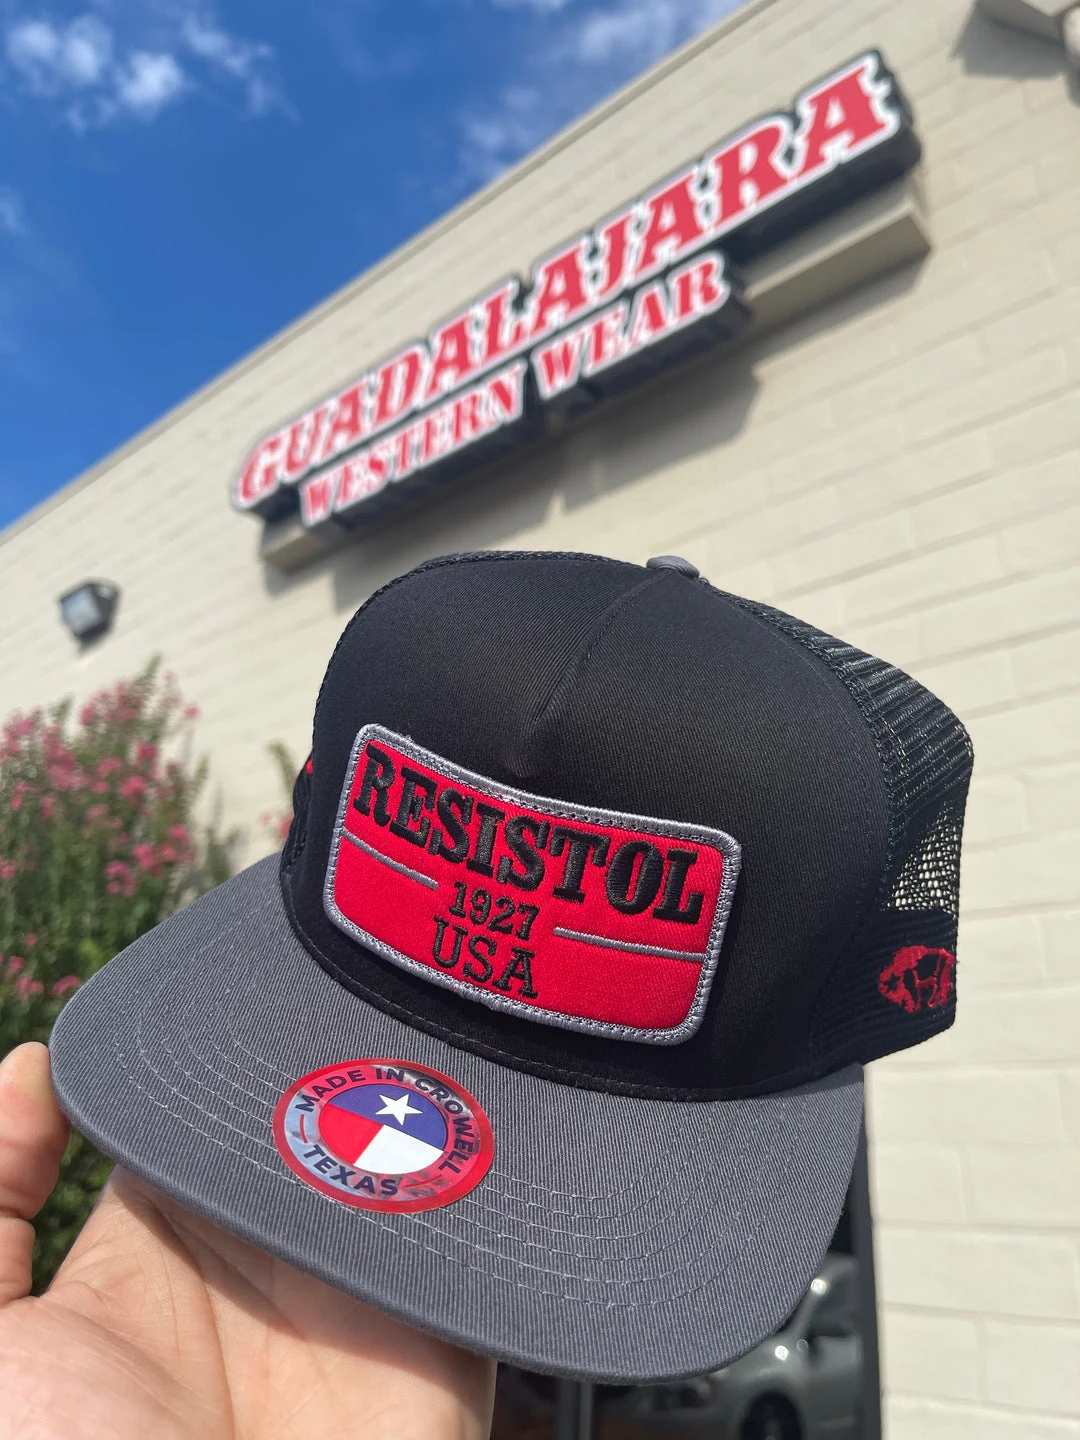 GUADALAJARA
WESTERN WEAR
RESISTOL
1927
USA
MADE IN CROWELL
TEXAS
H